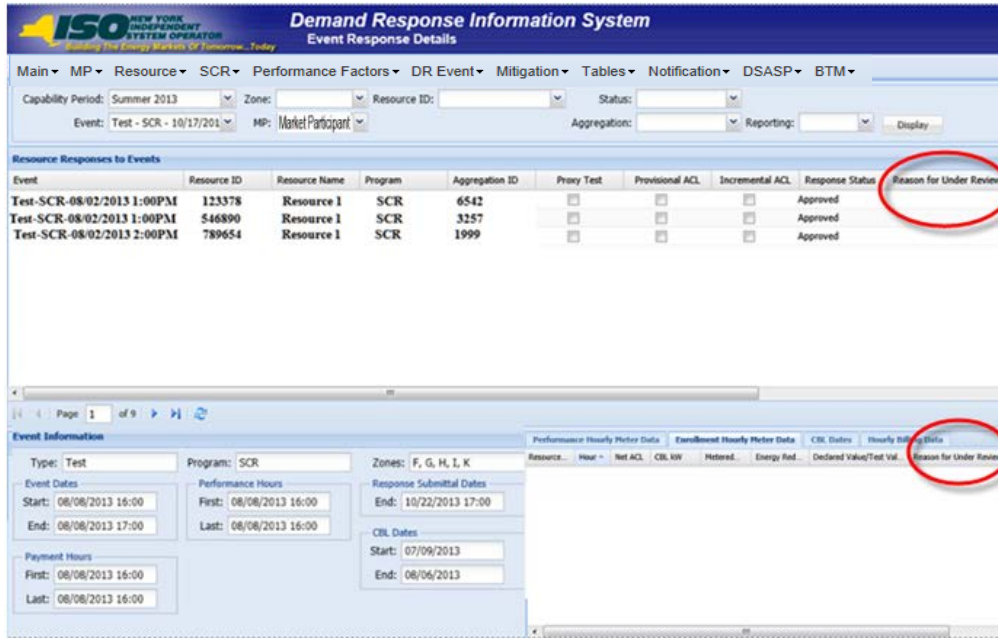 ISO NEW YORK INDEPENDENT SYSTEM OPERATOR
Building The Energy Markets Of Tomorrow...Today
Demand Response Information System
Event Response Details
Main MP Resource SCR Performance Factors DR Event Mitigation Tables Notification DSASP BTM
Capability Period: Summer 2013 Zone: Resource ID: Status:
Event: Test - SCR - 10/17/201 MP: Market Participant Aggregation: Reporting: Display
Resource Responses to Events
Event Resource ID Resource Name Program Aggregation ID Proxy Test Provisional ACL Incremental ACL Response Status Reason for Under Review
Test-SCR-08/02/2013 1:00PM 123378 Resource 1 SCR 6542 Approved
Test-SCR-08/02/2013 1:00PM 546890 Resource 1 SCR 3257 Approved
Test-SCR-08/02/2013 2:00PM 789654 Resource 1 SCR 1999 Approved
Page 1 of 9
Event Information
Type: Test Program: SCR Zones: F, G, H, I, K
Event Dates Performance Hours Response Submittal Dates
Start: 08/08/2013 16:00 First: 08/08/2013 16:00 End: 10/22/2013 17:00
End: 08/08/2013 17:00 Last: 08/08/2013 16:00
CBL Dates
Payment Hours Start: 07/09/2013
First: 08/08/2013 16:00 End: 08/06/2013
Last: 08/08/2013 16:00
Performance Hourly Meter Data Enrollment Hourly Meter Data CBL Dates Hourly Billing Data
Resource... Hour Net ACL CBL kW Metered... Energy Red... Declared Value/Test Val... Reason for Under Review